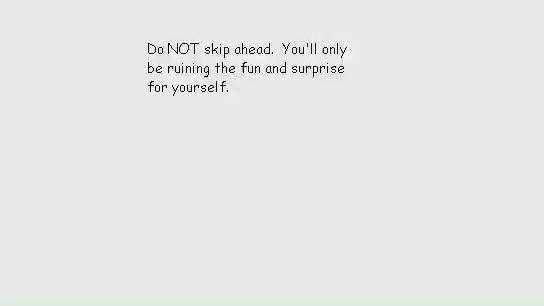 Do NOT skip ahead.  You'll only
be ruining the fun and surprise
for yourself.